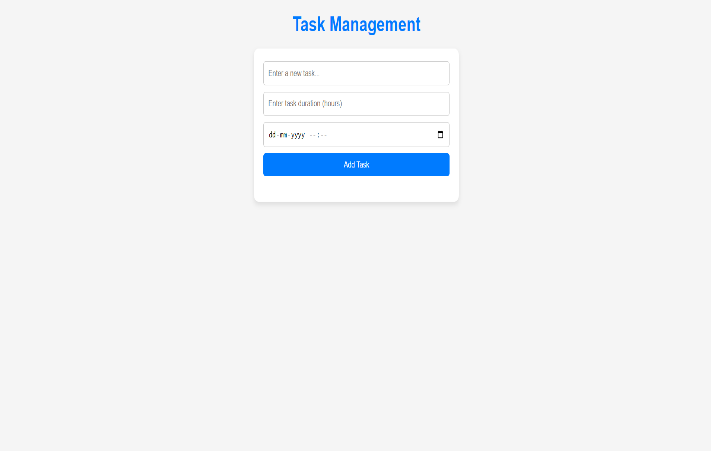 Task Management
Enter a new task...
Enter task duration (hours)
dd-mm-yyyy --:--
Add Task